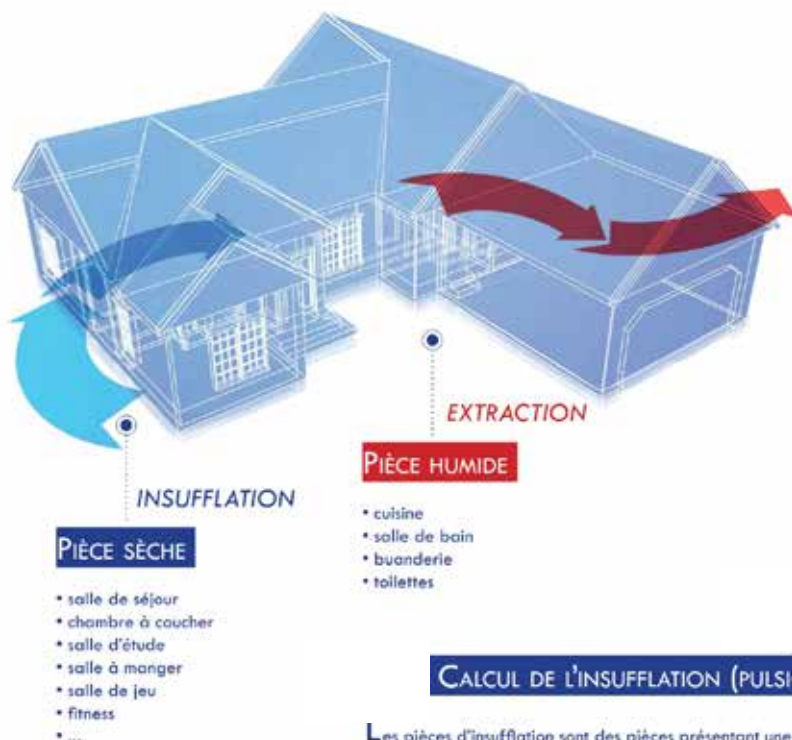 EXTRACTION
PIÈCE HUMIDE
• cuisine
• salle de bain
• buanderie
• toilettes
INSUFFLATION
PIÈCE SÈCHE
• salle de séjour
• chambre à coucher
• salle d'étude
• salle à manger
• salle de jeu
• fitness
• ...
CALCUL DE L'INSUFFLATION (PULSI
Les pièces d'insufflation sont des pièces présentant une